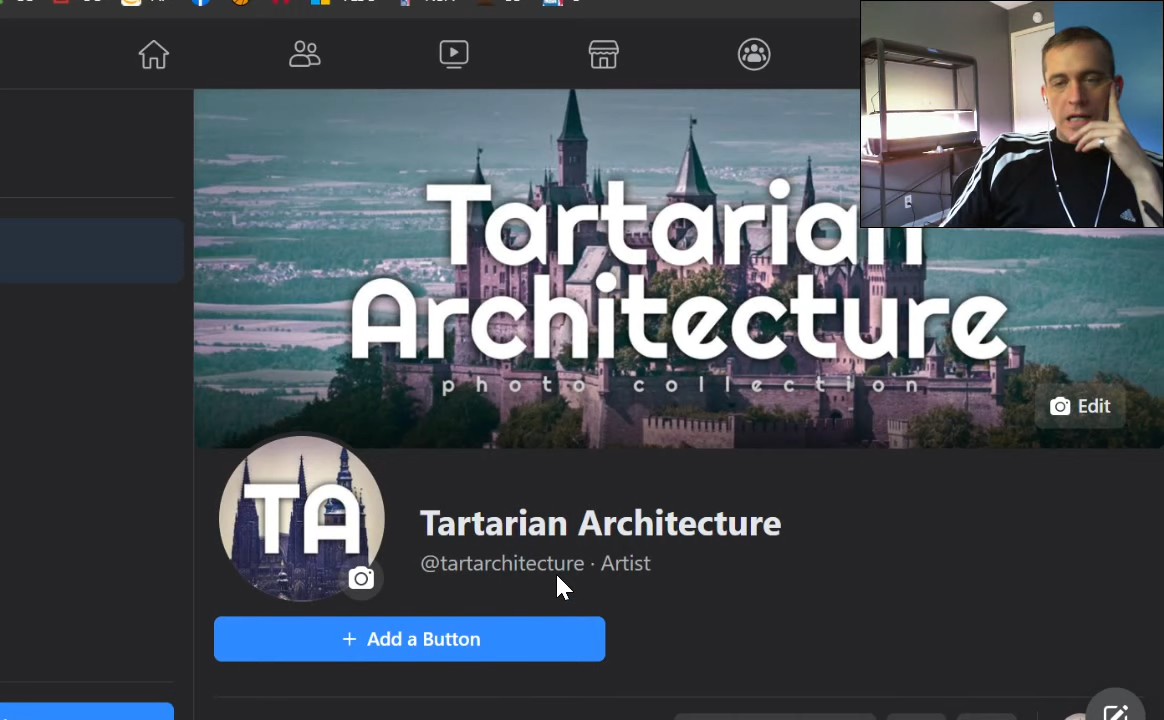 Tartarian
Architecture
photo collection
Edit
TA
Tartarian Architecture
@tartarchitecture · Artist
+ Add a Button